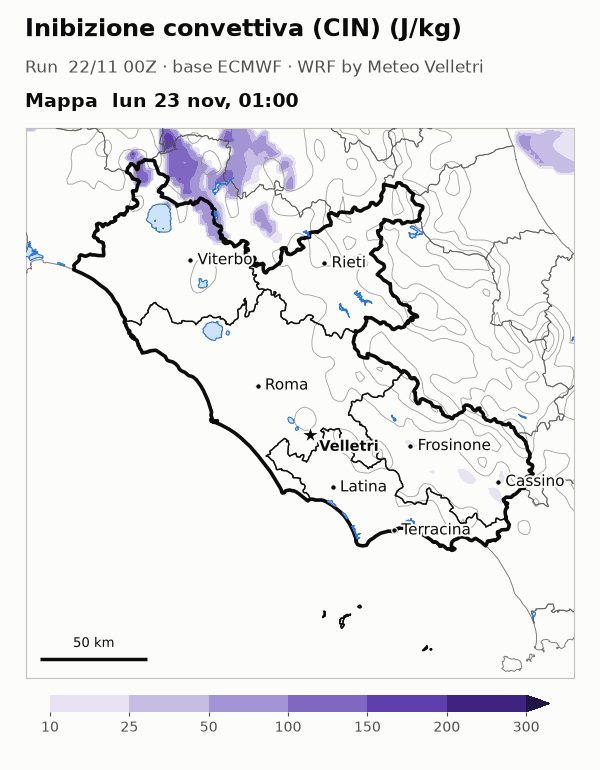 Inibizione convettiva (CIN) (J/kg)
Run  22/11 00Z · base ECMWF · WRF by Meteo Velletri
Mappa  lun 23 nov, 01:00
Viterbo
Rieti
Roma
Velletri
Frosinone
Cassino
Latina
Terracina
50 km
10 25 50 100 150 200 300